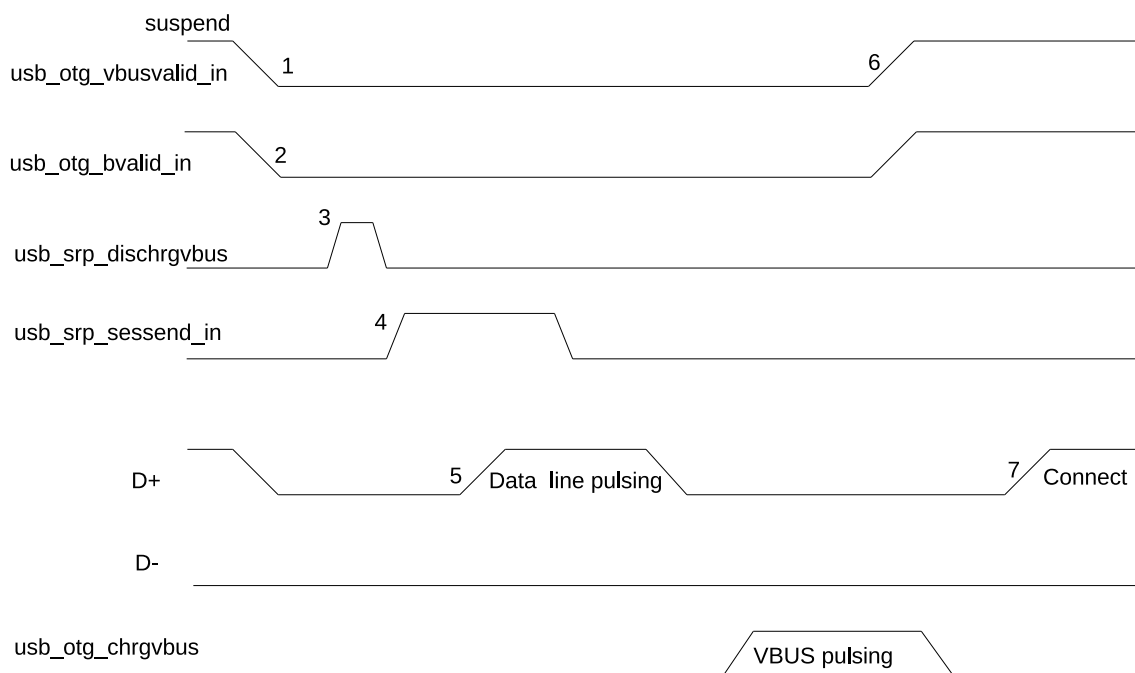 suspend
usb_otg_vbusvalid_in
1
6
usb_otg_bvalid_in
2
3
usb_srp_dischrgvbus
4
usb_srp_sessend_in
D+
5
Data line pulsing
7
Connect
D-
usb_otg_chrgvbus
VBUS pulsing